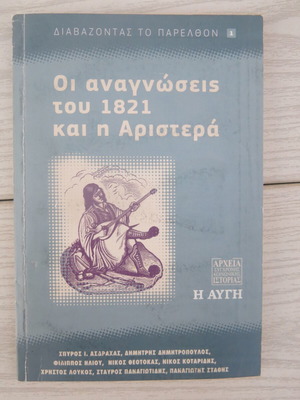 ΔΙΑΒΑΖΟΝΤΑΣ ΤΟ ΠΑΡΕΛΘΟΝ 1
Οι αναγνώσεις
του 1821
και η Αριστερά
ΑΡΧΕΙΑ
ΙΣΤΟΡΙΑΣ
Η ΑΥΓΗ
ΣΠΥΡΟΣ Ι. ΑΣΔΡΑΧΑΣ, ΔΗΜΗΤΡΗΣ ΔΗΜΗΤΡΟΠΟΥΛΟΣ,
ΦΙΛΙΠΠΟΣ ΗΛΙΟΥ, ΝΙΚΟΣ ΘΕΟΤΟΚΑΣ, ΝΙΚΟΣ ΚΟΤΑΡΙΔΗΣ,
ΧΡΗΣΤΟΣ ΛΟΥΚΟΣ, ΣΤΑΥΡΟΣ ΠΑΝΑΓΙΩΤΙΔΗΣ, ΠΑΝΑΓΙΩΤΗΣ ΣΤΑΘΗΣ